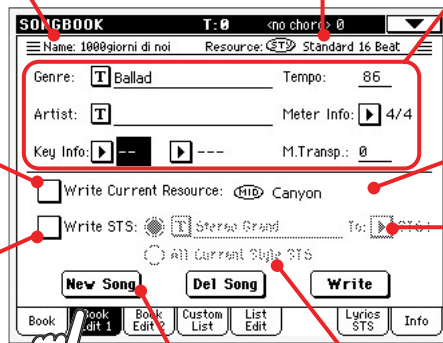 SONGBOOK T:0 <no chord> 0
Name: 1000giorni di noi Resource: STY Standard 16 Beat
Genre: T Ballad Tempo: 86
Artist: T Meter Info: 4/4
Key Info: -- --- M.Transp.: 0
Write Current Resource: MID Canyon
Write STS: T Stereo Grand To: STS1
All Current Style STS
New Song Del Song Write
Book Book Edit 1 Book Edit 2 Custom List List Edit Lyrics STS Info